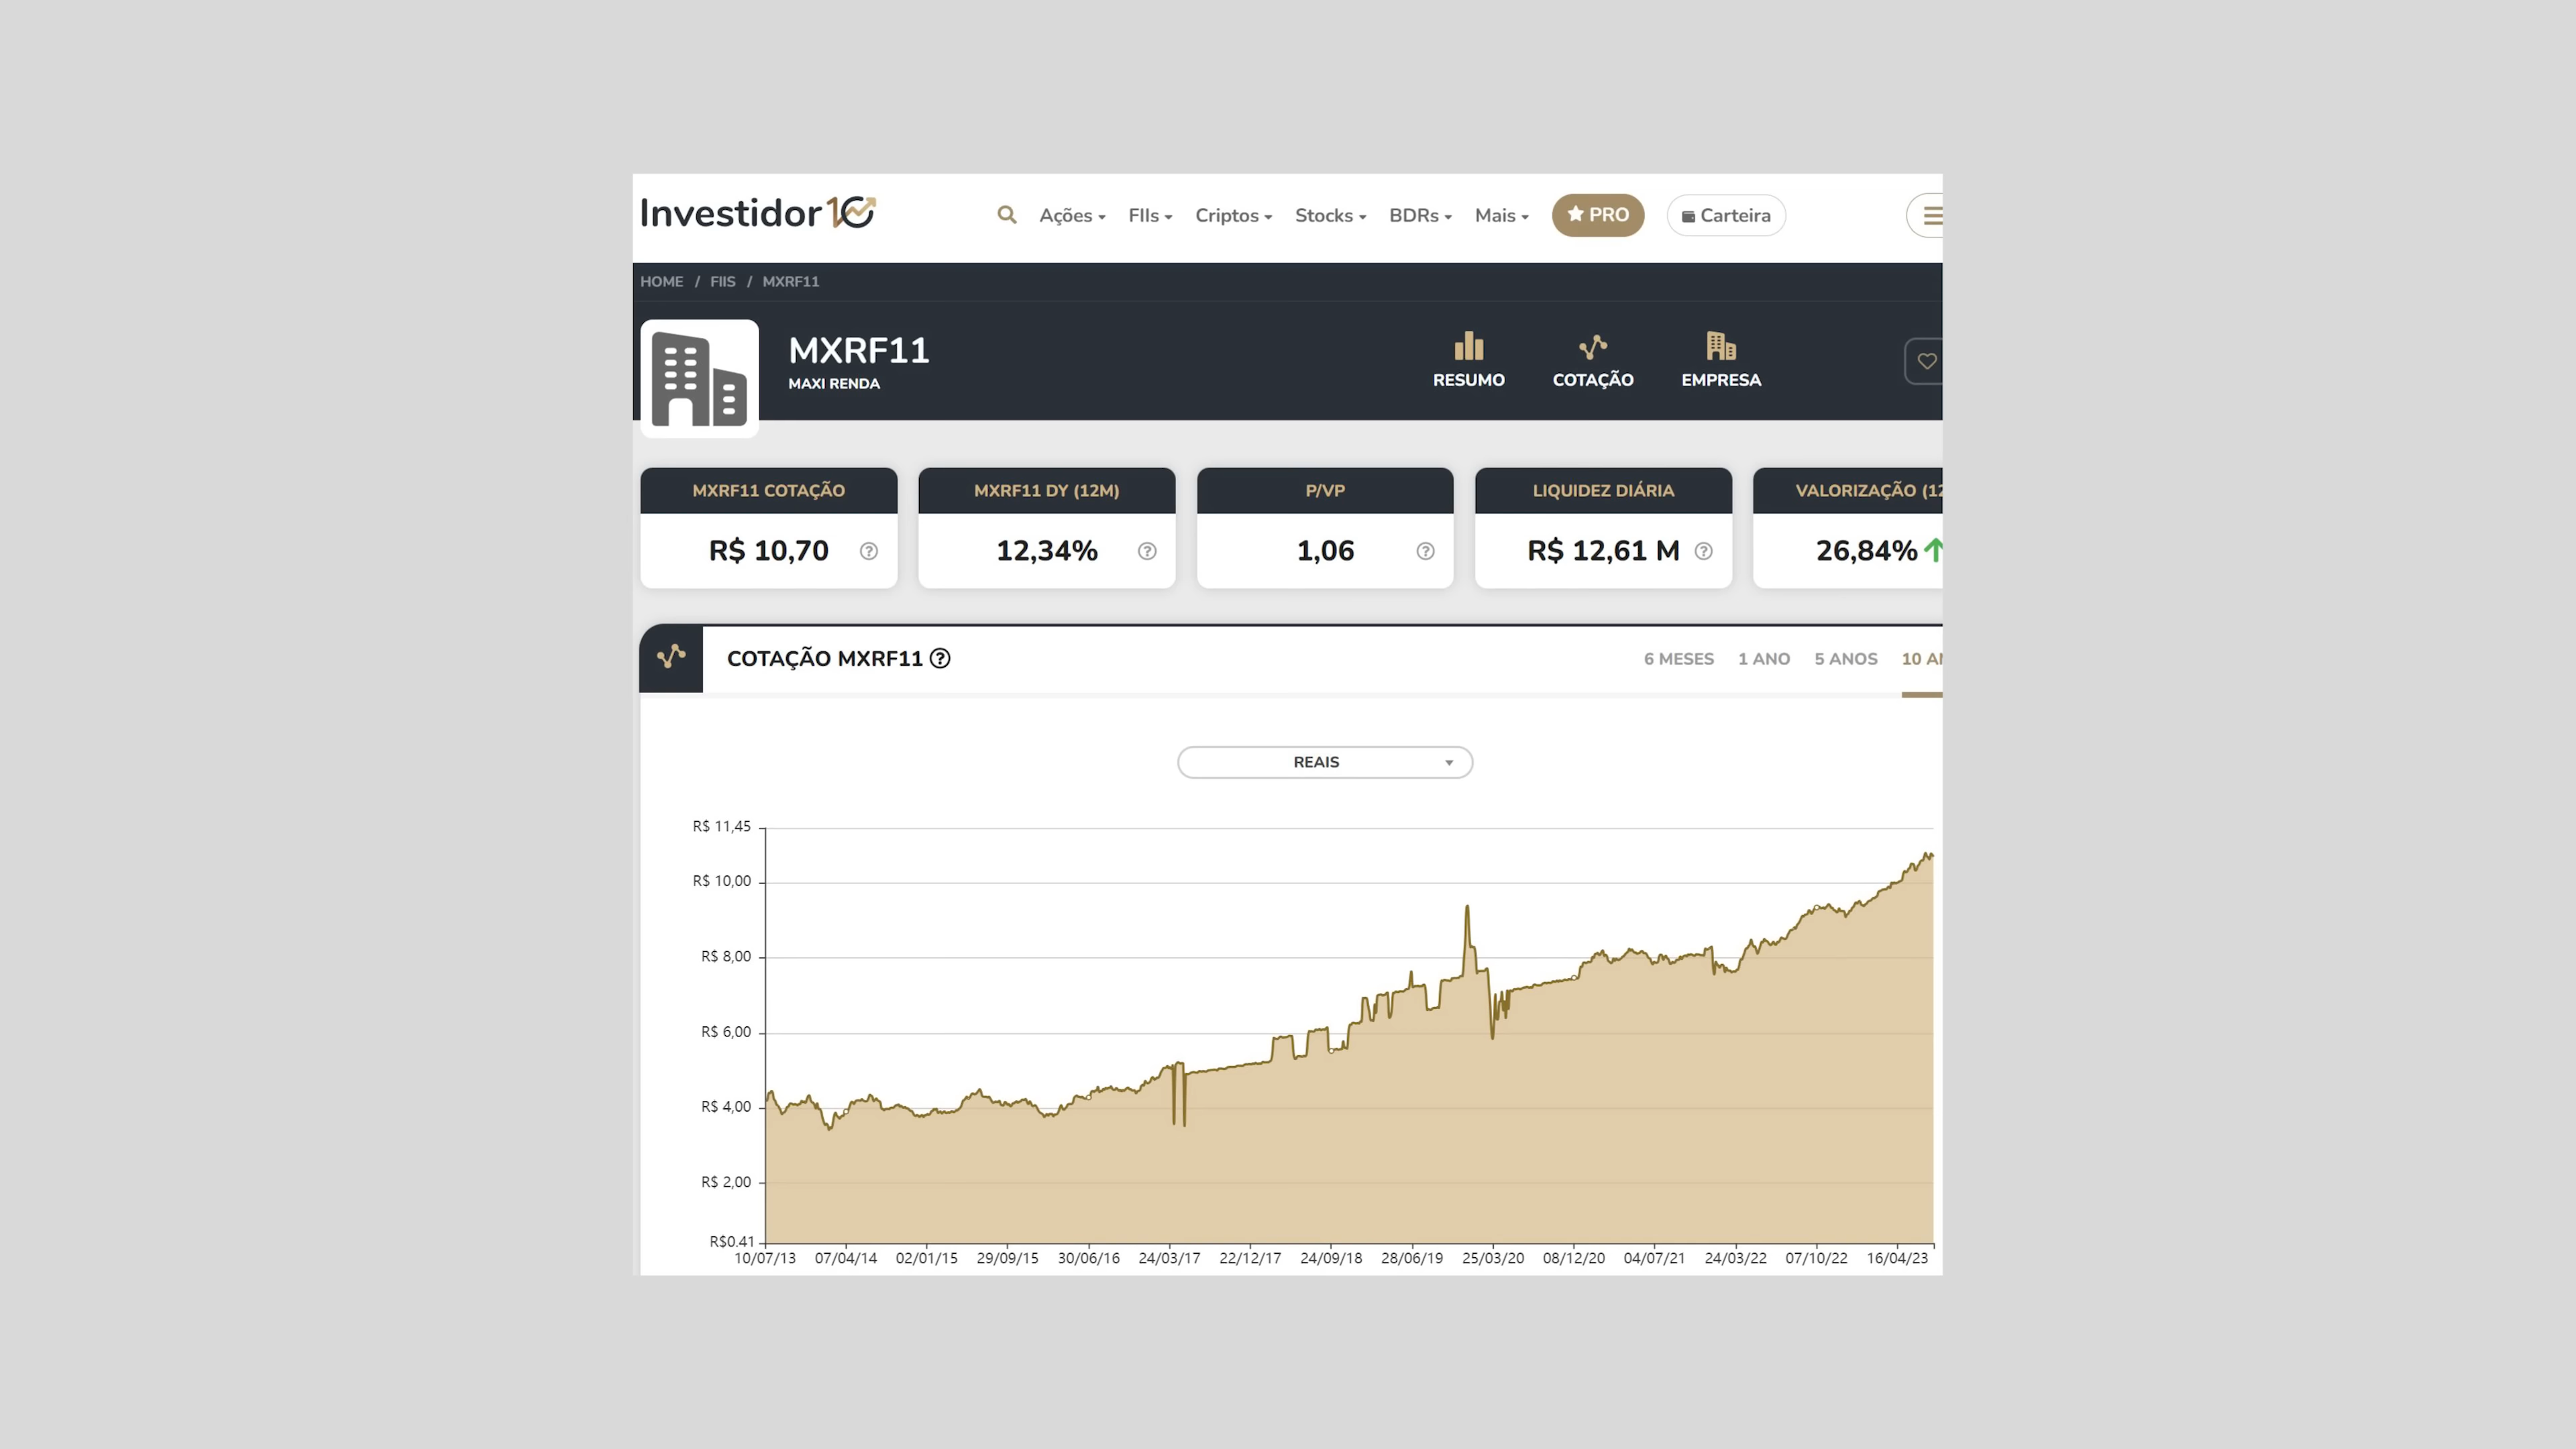 Investidor10
Ações FIIs Criptos Stocks BDRs Mais PRO Carteira
HOME / FIIS / MXRF11
MXRF11
MAXI RENDA
RESUMO COTAÇÃO EMPRESA
MXRF11 COTAÇÃO MXRF11 DY (12M) P/VP LIQUIDEZ DIÁRIA VALORIZAÇÃO (12
R$ 10,70 12,34% 1,06 R$ 12,61 M 26,84%
COTAÇÃO MXRF11
6 MESES 1 ANO 5 ANOS 10 A
REAIS
R$ 11,45
R$ 10,00
R$ 8,00
R$ 6,00
R$ 4,00
R$ 2,00
R$0.41
10/07/13 07/04/14 02/01/15 29/09/15 30/06/16 24/03/17 22/12/17 24/09/18 28/06/19 25/03/20 08/12/20 04/07/21 24/03/22 07/10/22 16/04/23